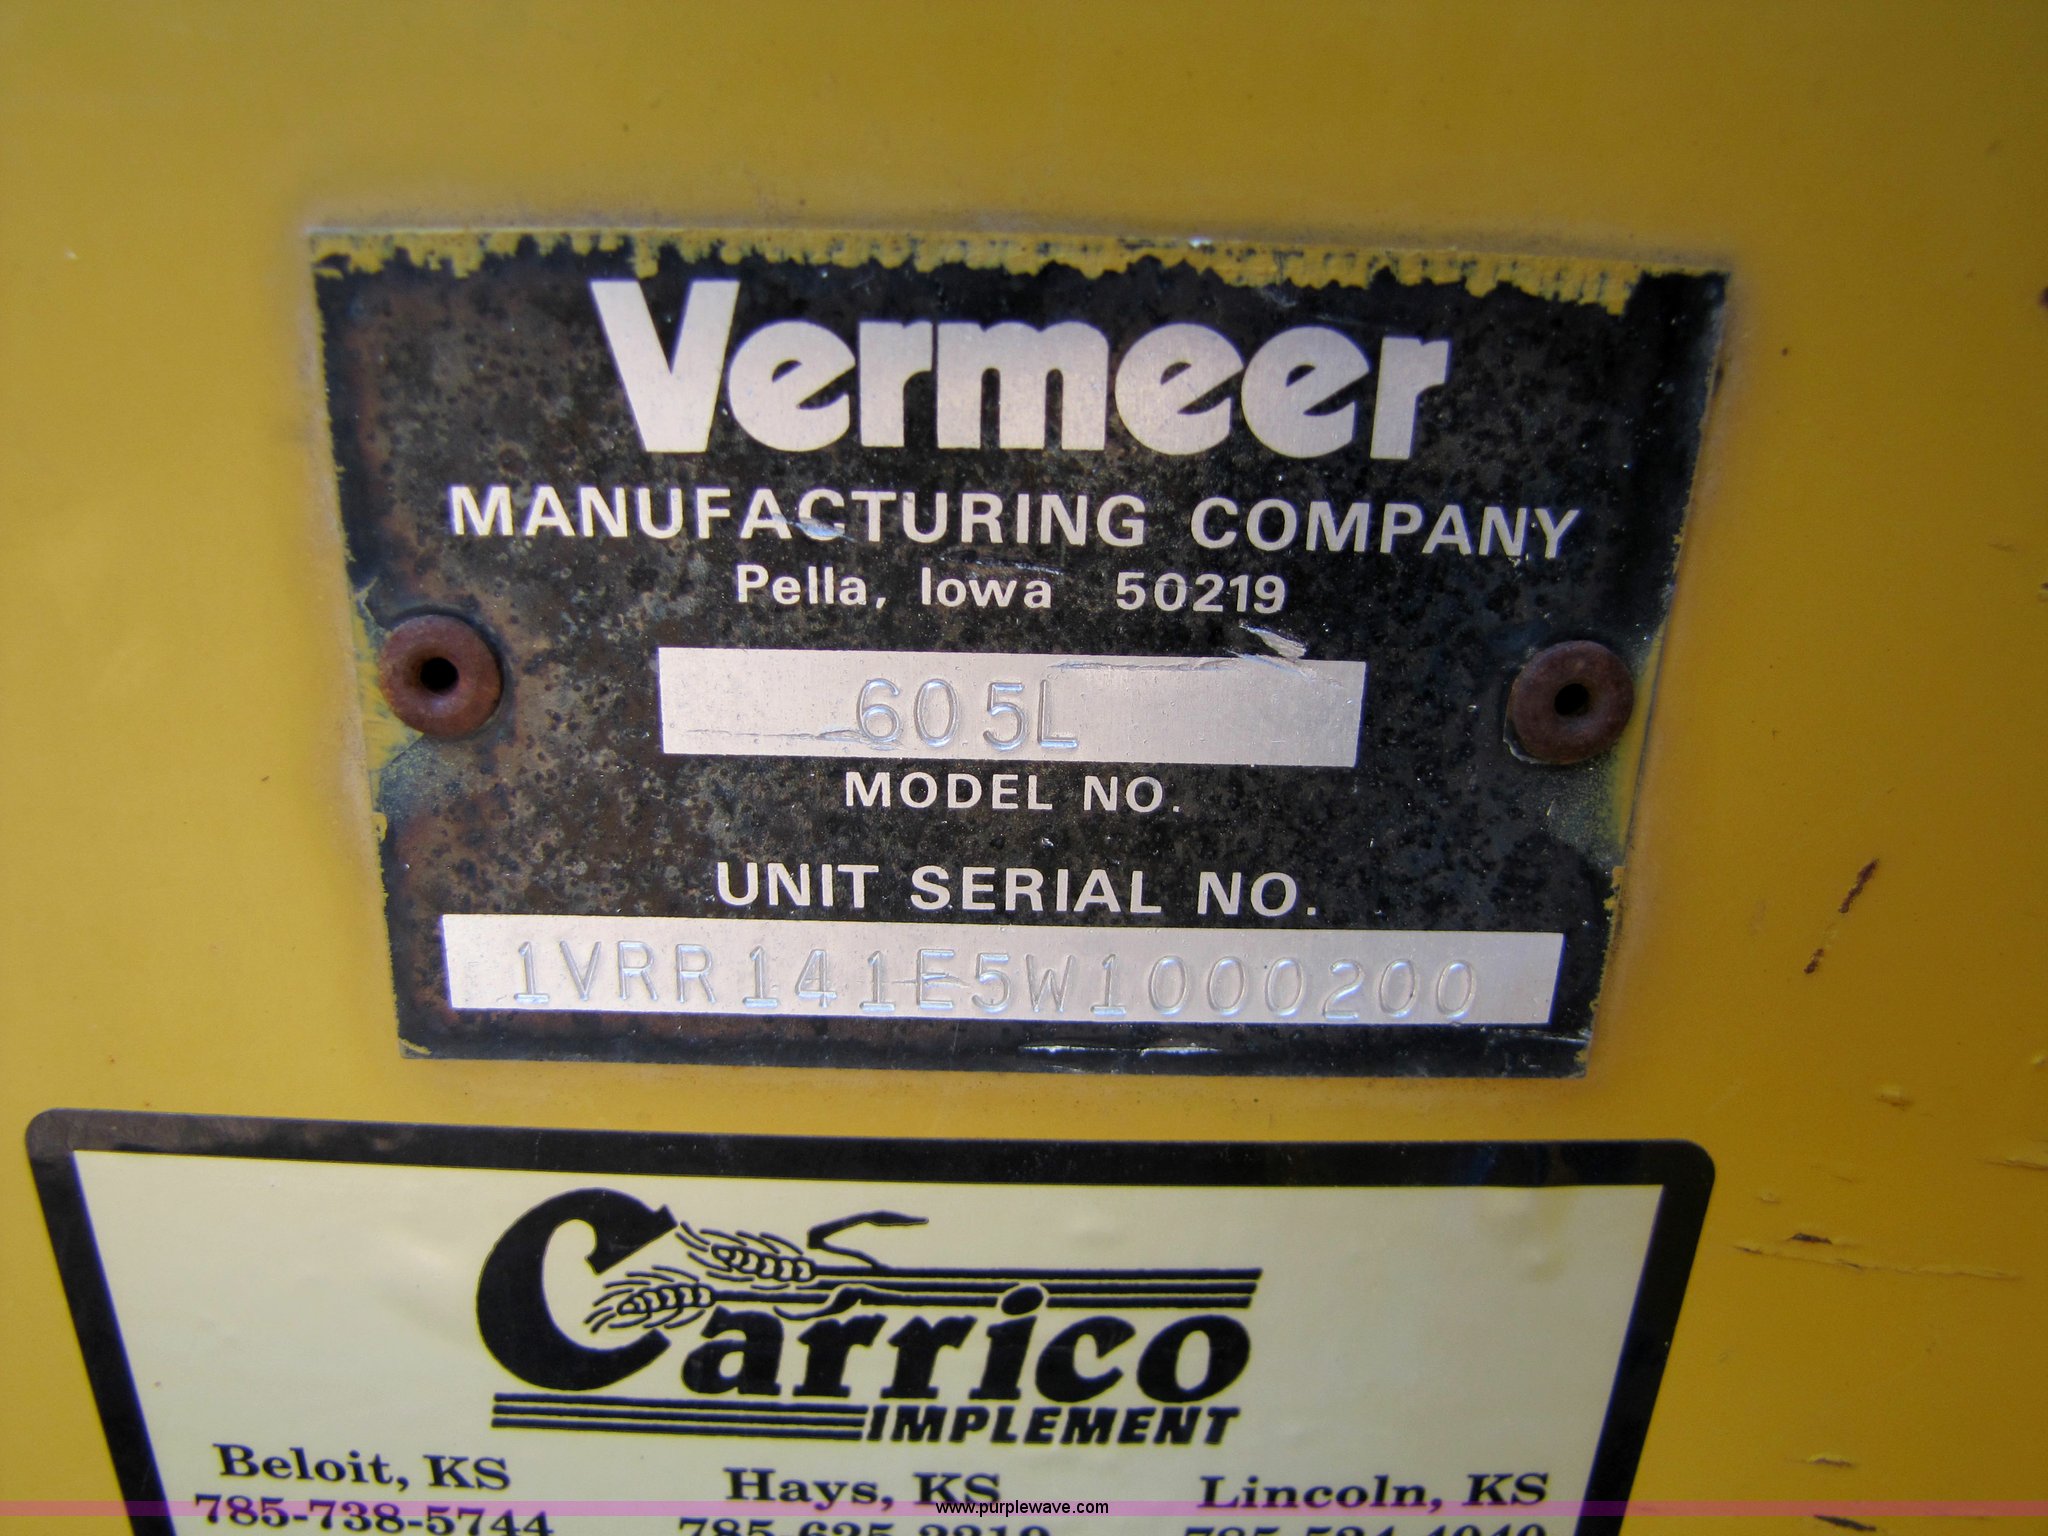 Vermeer
MANUFACTURING COMPANY
Pella, Iowa 50219
605L
MODEL NO.
UNIT SERIAL NO.
1VRR141E5W1000200
Carrico
IMPLEMENT
Beloit, KS Hays, KS Lincoln, KS
785-738-5744
www.purplewave.com